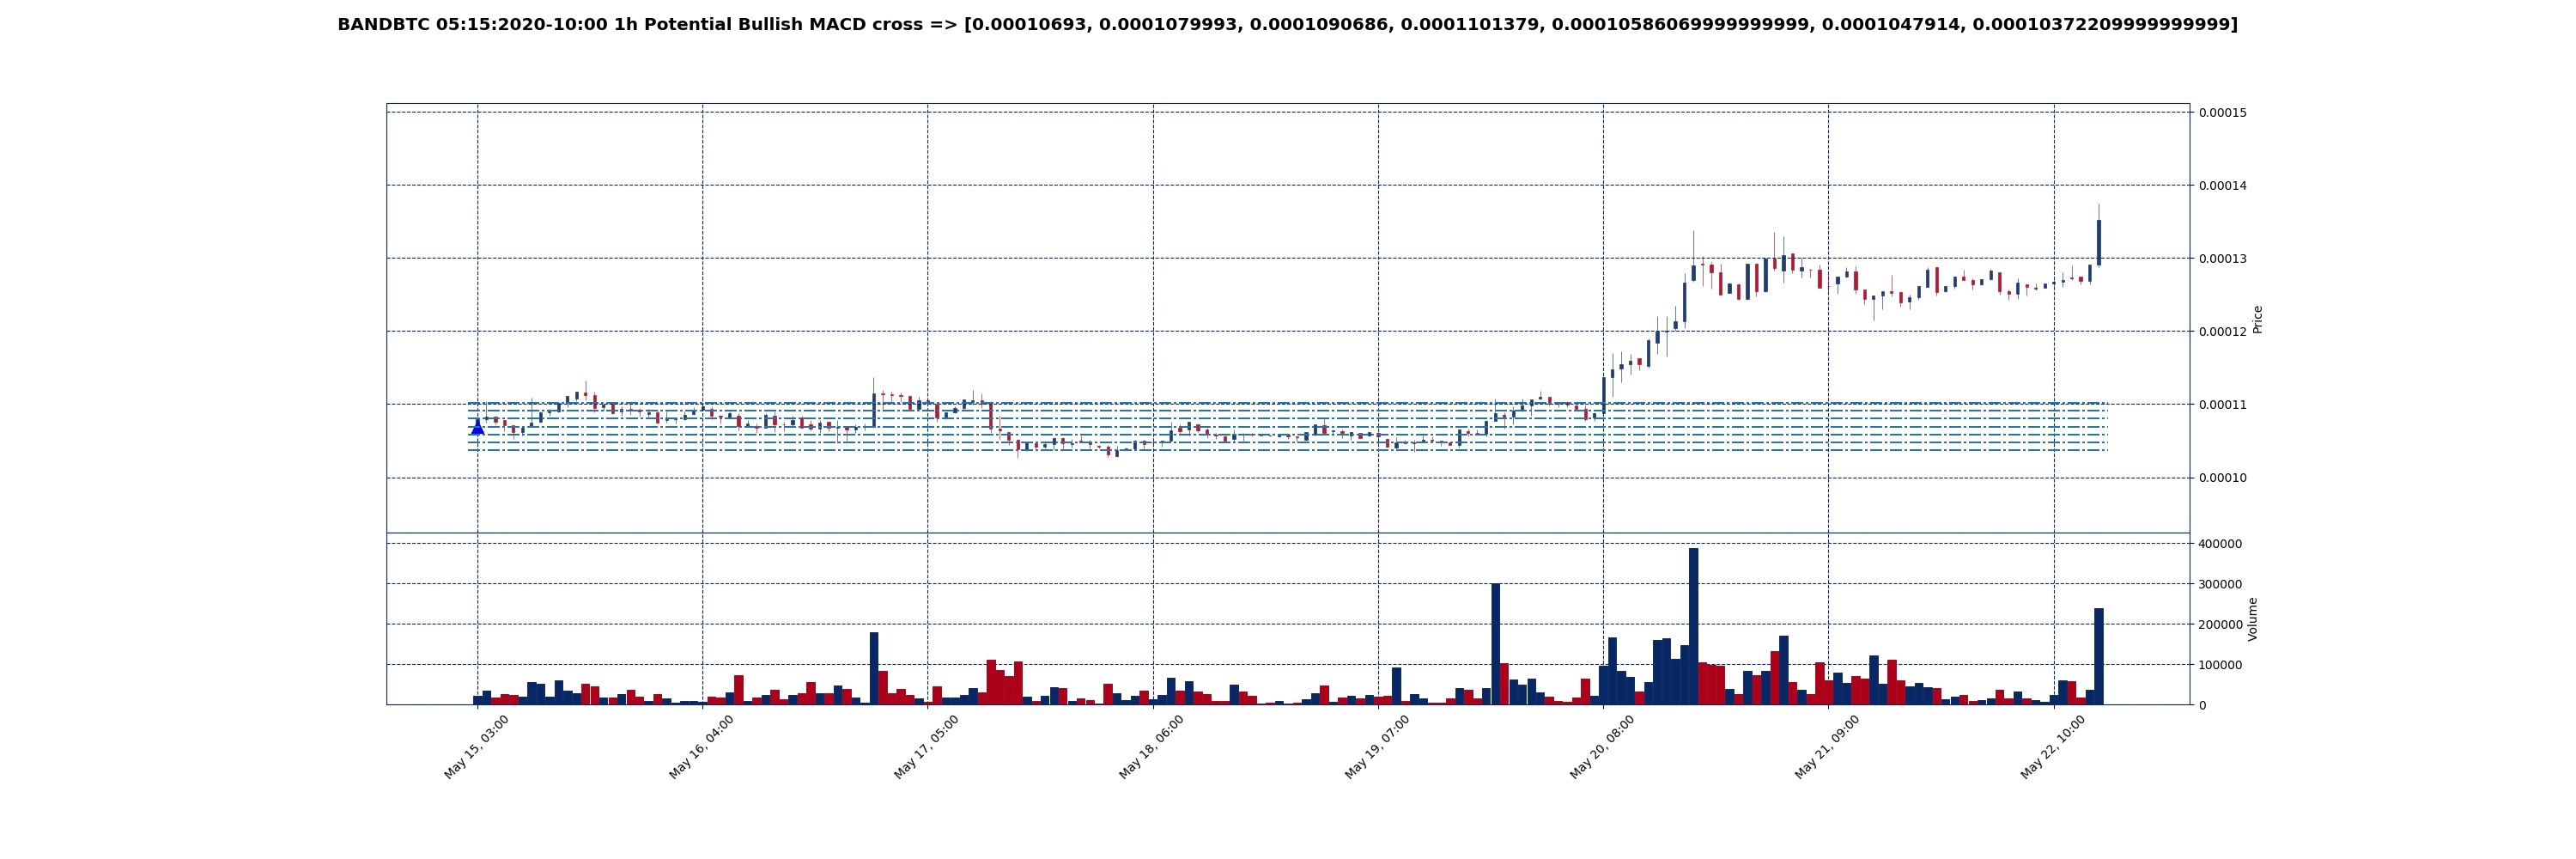 BANDBTC 05:15:2020-10:00 1h Potential Bullish MACD cross => [0.00010693, 0.0001079993, 0.0001090686, 0.0001101379, 0.00010586069999999999, 0.0001047914, 0.00010372209999999999]
0.00015
0.00014
0.00013
0.00012
0.00011
0.00010
Price
400000
300000
200000
100000
0
Volume
May 15, 03:00
May 16, 04:00
May 17, 05:00
May 18, 06:00
May 19, 07:00
May 20, 08:00
May 21, 09:00
May 22, 10:00